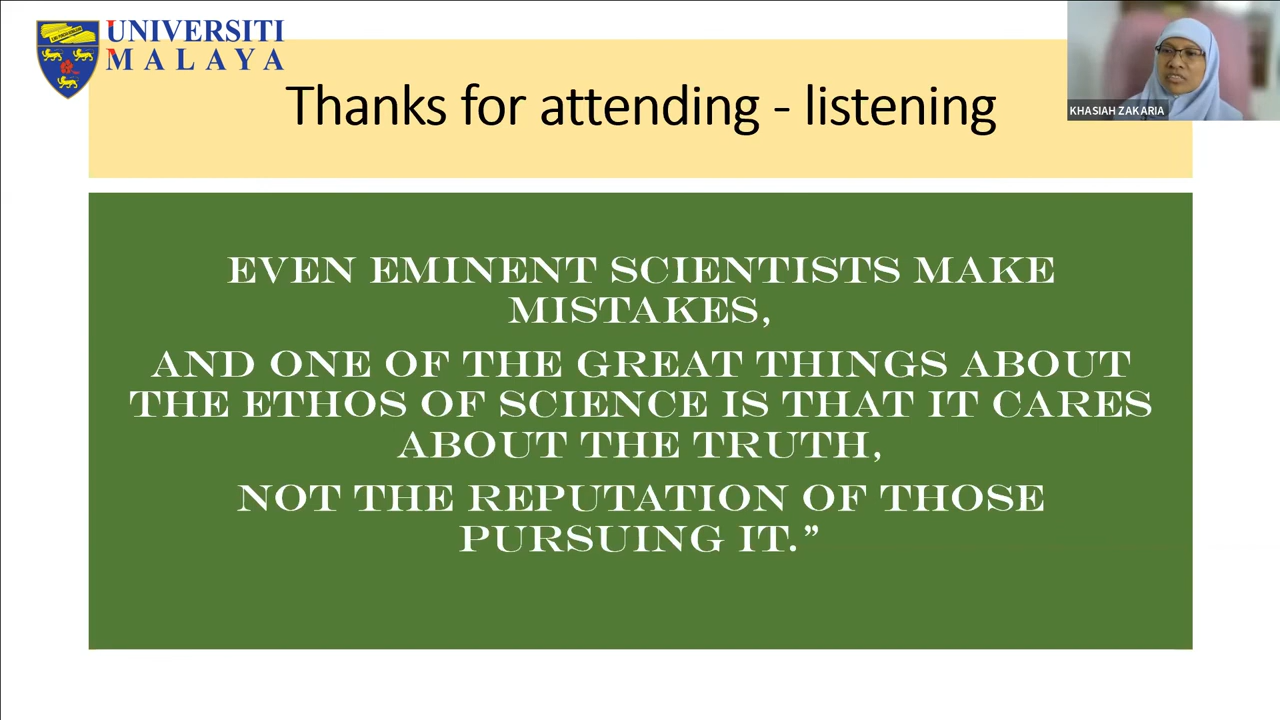 UNIVERSITI
MALAYA
Thanks for attending - listening
KHASIAH ZAKARIA
EVEN EMINENT SCIENTISTS MAKE
MISTAKES,
AND ONE OF THE GREAT THINGS ABOUT
THE ETHOS OF SCIENCE IS THAT IT CARES
ABOUT THE TRUTH,
NOT THE REPUTATION OF THOSE
PURSUING IT.”